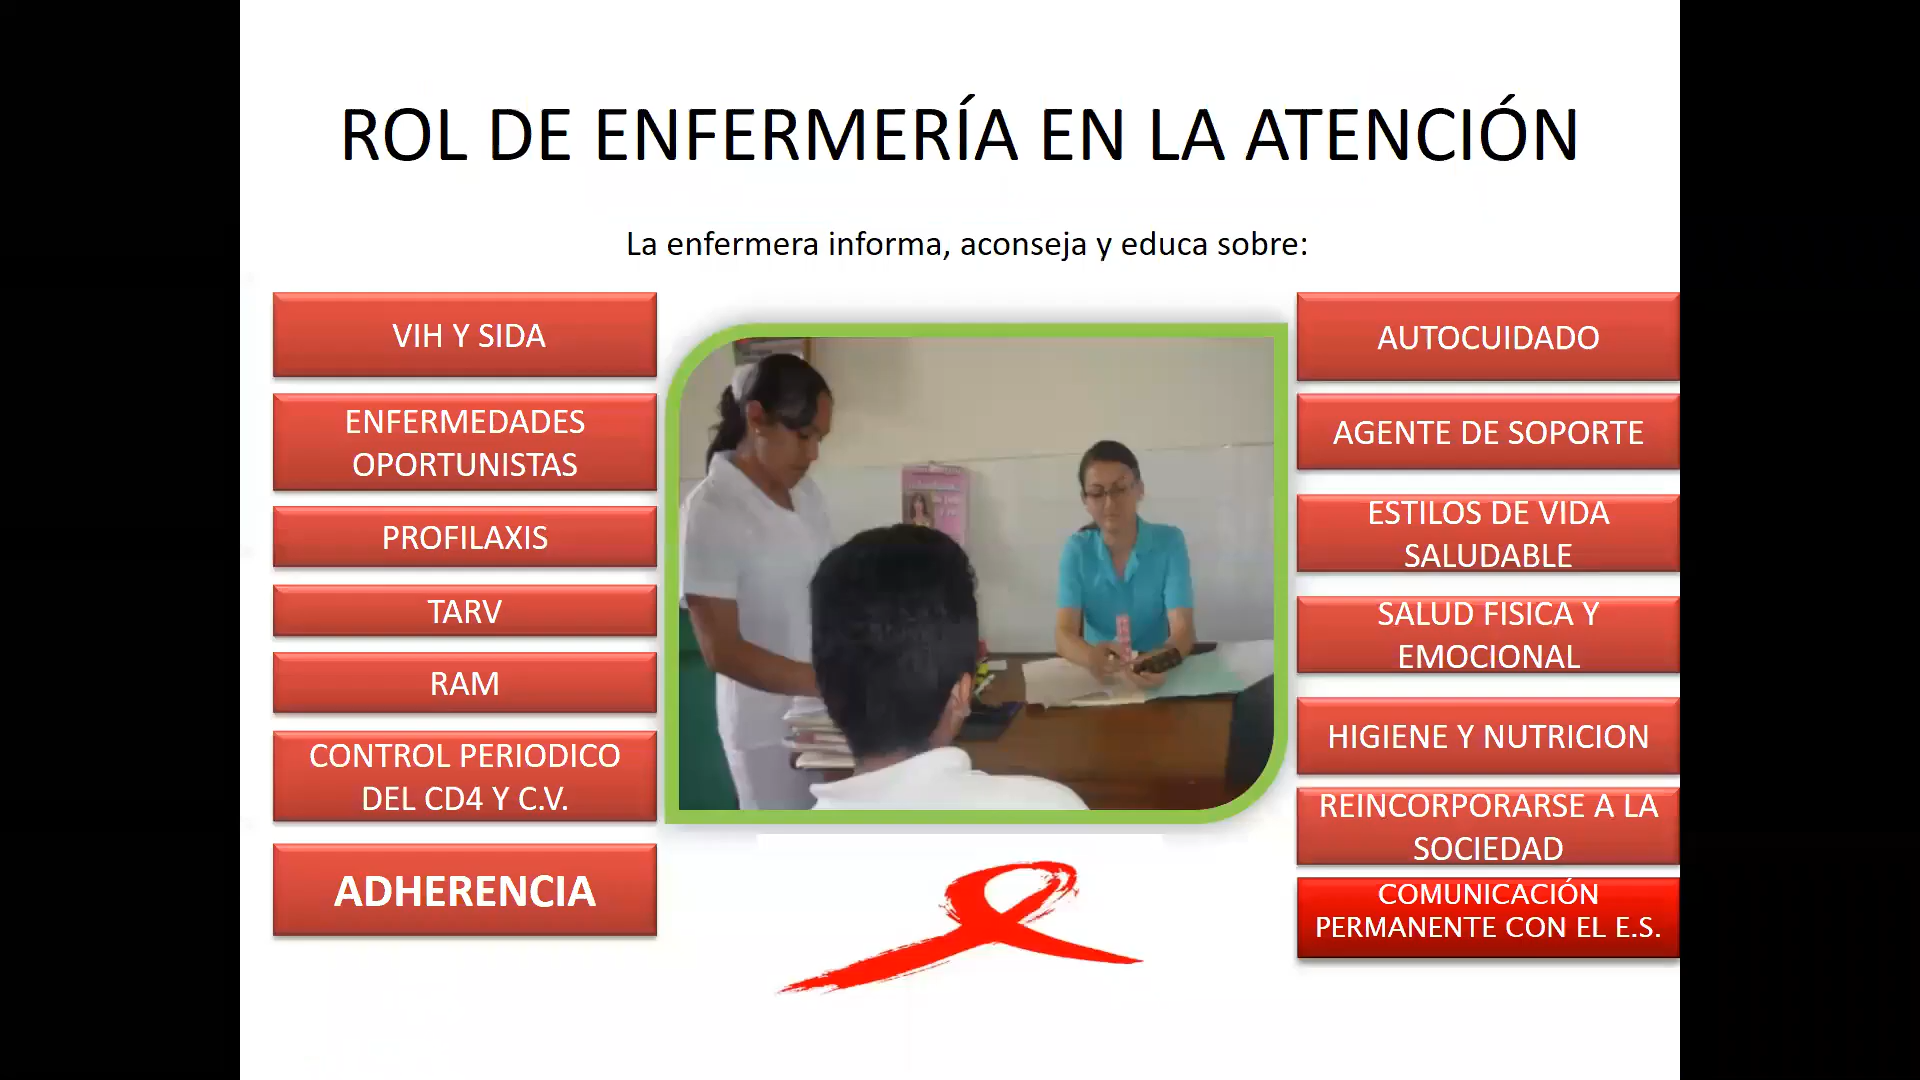 ROL DE ENFERMERÍA EN LA ATENCIÓN
La enfermera informa, aconseja y educa sobre:
VIH Y SIDA
ENFERMEDADES
OPORTUNISTAS
PROFILAXIS
TARV
RAM
CONTROL PERIODICO
DEL CD4 Y C.V.
ADHERENCIA
AUTOCUIDADO
AGENTE DE SOPORTE
ESTILOS DE VIDA
SALUDABLE
SALUD FISICA Y
EMOCIONAL
HIGIENE Y NUTRICION
REINCORPORARSE A LA
SOCIEDAD
COMUNICACIÓN
PERMANENTE CON EL E.S.